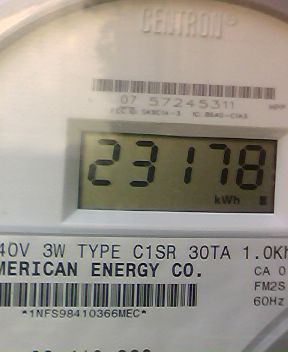 CENTRON
07 57245311
23178
kWh
40V 3W TYPE C1SR 30TA 1.0Kh
MERICAN ENERGY CO.
CA 0
FM2S
60Hz
*1NFS98410366MEC*